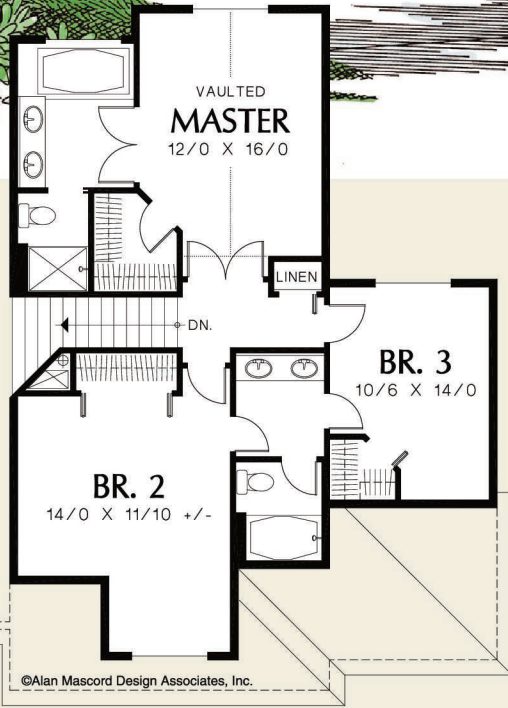 VAULTED
MASTER
12/0 X 16/0
LINEN
DN.
BR. 3
10/6 X 14/0
BR. 2
14/0 X 11/10 +/-
©Alan Mascord Design Associates, Inc.